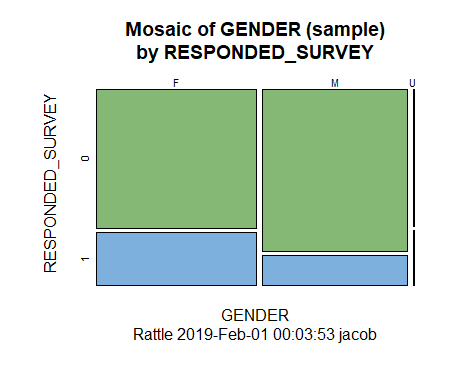 Mosaic of GENDER (sample)
by RESPONDED_SURVEY
F M U
RESPONDED_SURVEY
0
1
GENDER
Rattle 2019-Feb-01 00:03:53 jacob